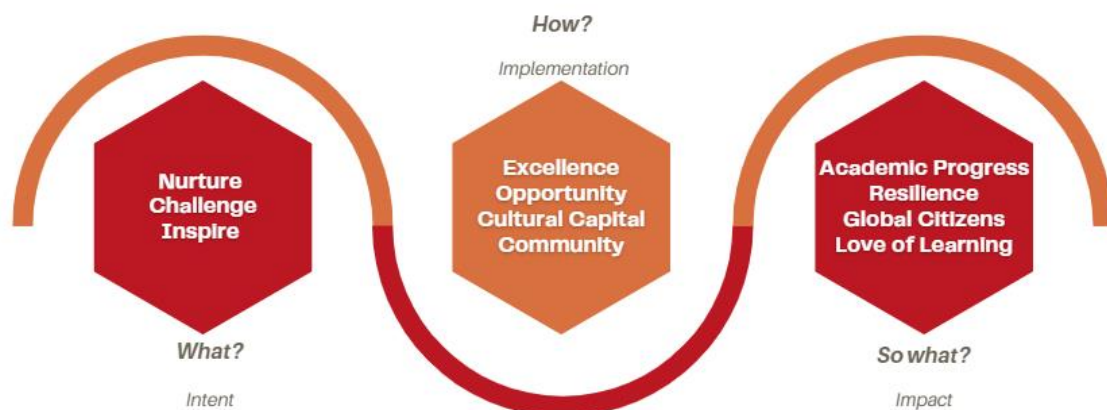 Nurture
Challenge
Inspire
What?
Intent
How?
Implementation
Excellence
Opportunity
Cultural Capital
Community
Academic Progress
Resilience
Global Citizens
Love of Learning
So what?
Impact